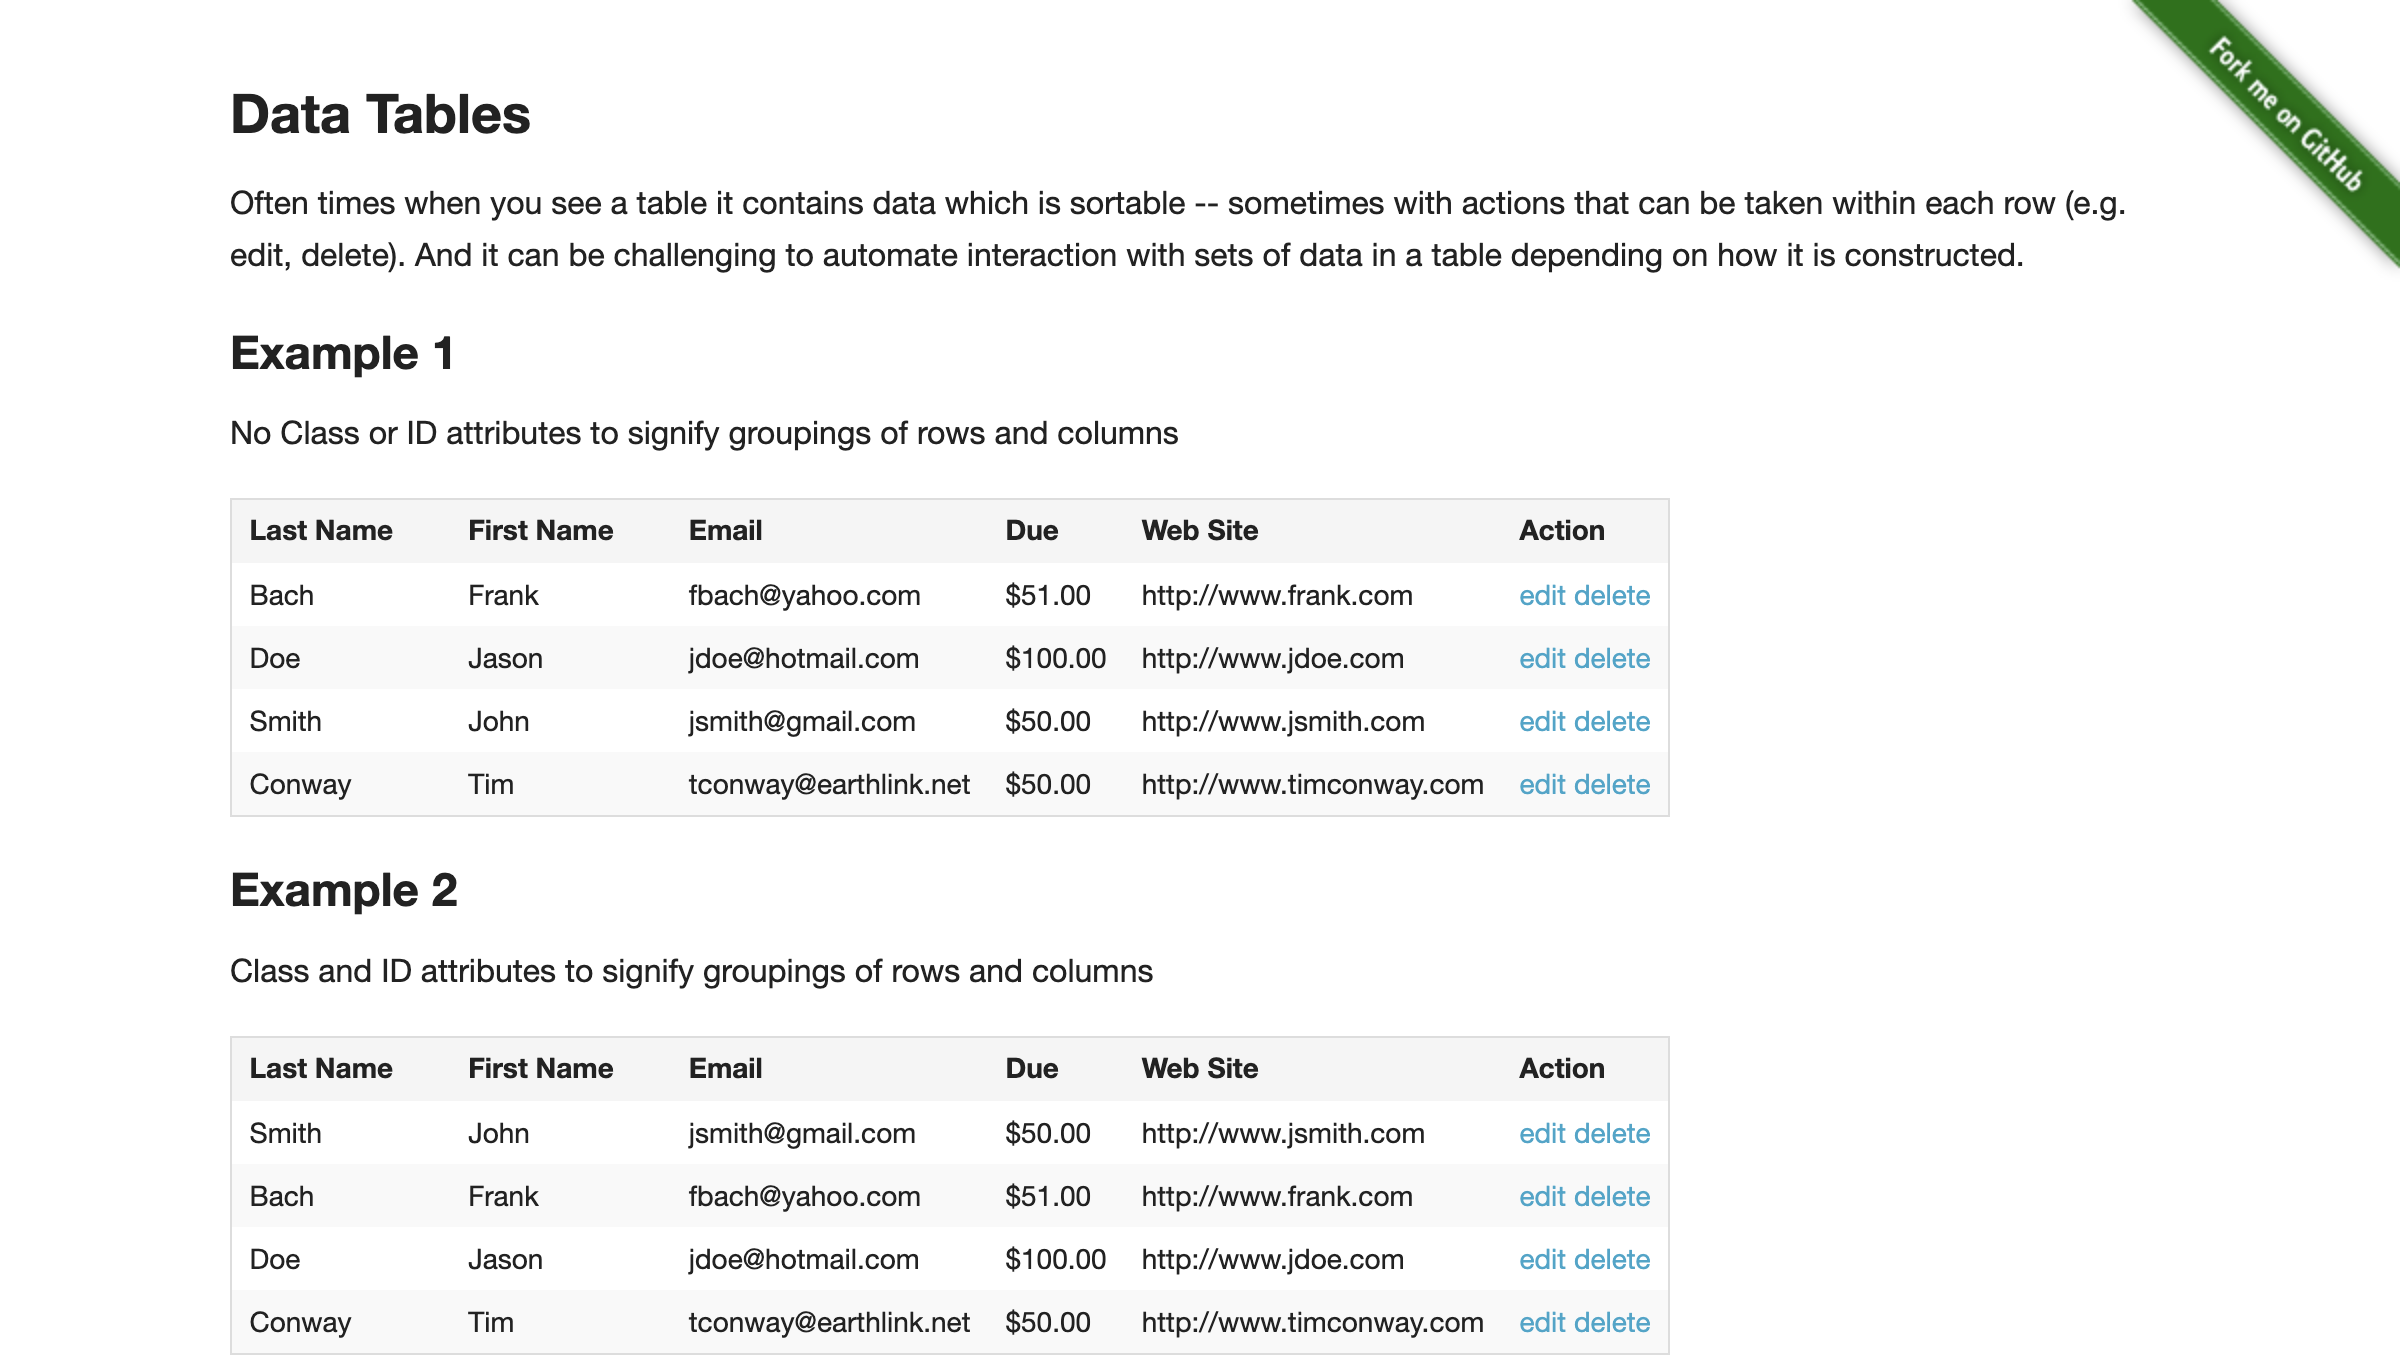 Fork me on GitHub
Data Tables
Often times when you see a table it contains data which is sortable -- sometimes with actions that can be taken within each row (e.g.
edit, delete). And it can be challenging to automate interaction with sets of data in a table depending on how it is constructed.
Example 1
No Class or ID attributes to signify groupings of rows and columns
Last Name First Name Email Due Web Site Action
Bach Frank fbach@yahoo.com $51.00 http://www.frank.com edit delete
Doe Jason jdoe@hotmail.com $100.00 http://www.jdoe.com edit delete
Smith John jsmith@gmail.com $50.00 http://www.jsmith.com edit delete
Conway Tim tconway@earthlink.net $50.00 http://www.timconway.com edit delete
Example 2
Class and ID attributes to signify groupings of rows and columns
Last Name First Name Email Due Web Site Action
Smith John jsmith@gmail.com $50.00 http://www.jsmith.com edit delete
Bach Frank fbach@yahoo.com $51.00 http://www.frank.com edit delete
Doe Jason jdoe@hotmail.com $100.00 http://www.jdoe.com edit delete
Conway Tim tconway@earthlink.net $50.00 http://www.timconway.com edit delete